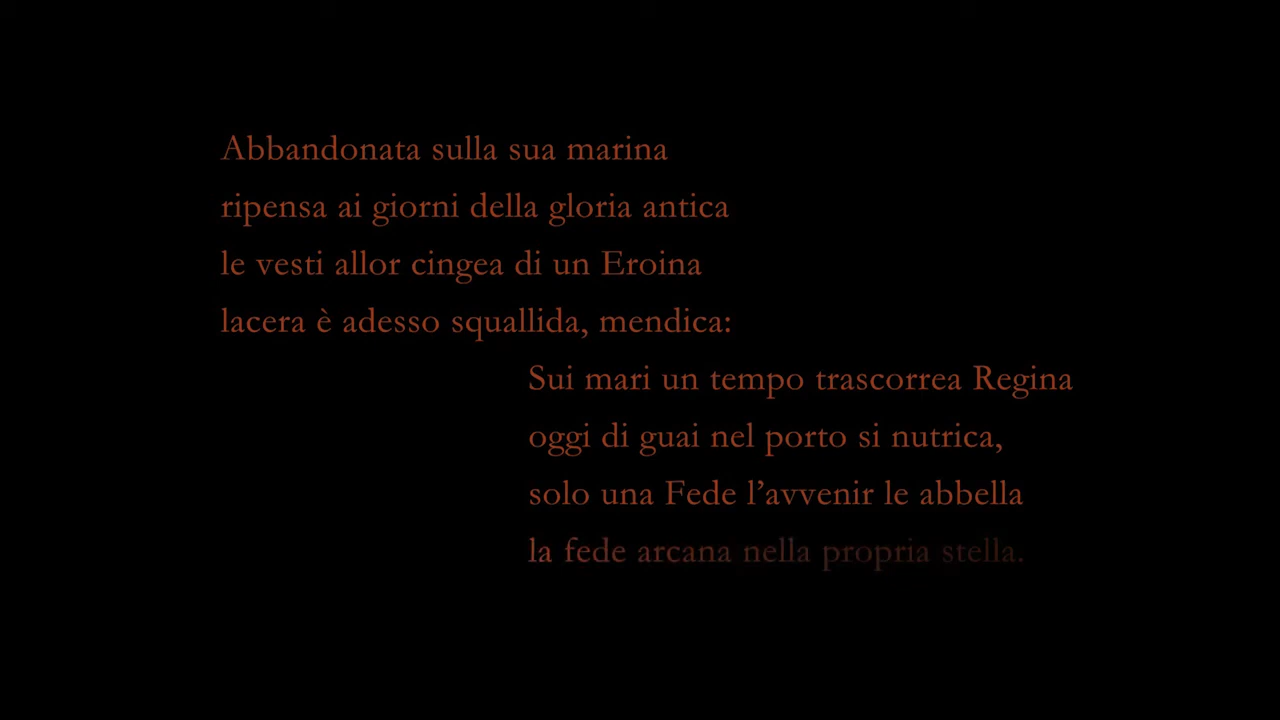 Abbandonata sulla sua marina
ripensa ai giorni della gloria antica
le vesti allor cingea di un Eroina
lacera è adesso squallida, mendica:
Sui mari un tempo trascorrea Regina
oggi di guai nel porto si nutrica,
solo una Fede l’avvenir le abbella
la fede arcana nella propria stella.